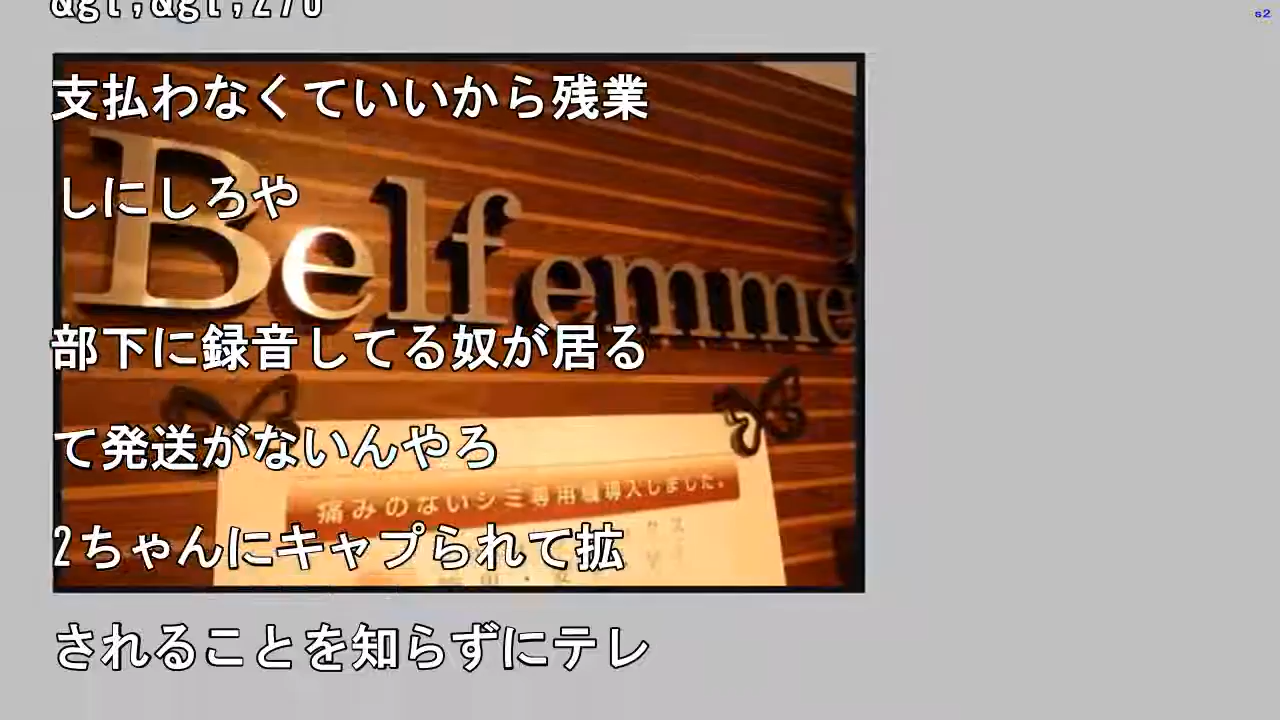 &gt;&gt;270
s2
支払わなくていいから残業
しにしろや
Belfemme
部下に録音してる奴が居る
て発送がないんやろ
痛みのないシミ専用機導入しました。
2ちゃんにキャプられて拡
されることを知らずにテレ